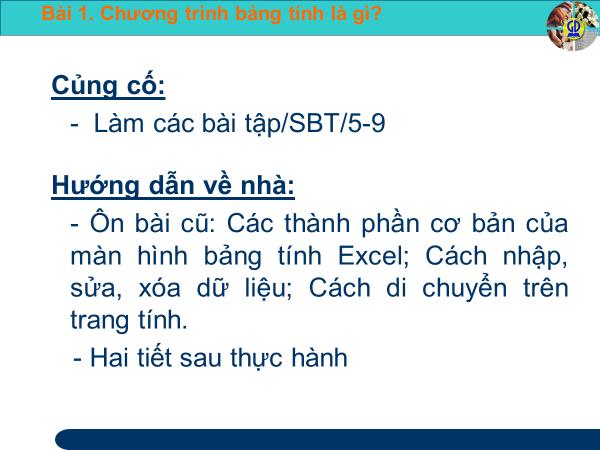 Bài 1. Chương trình bảng tính là gì?
Củng cố:
- Làm các bài tập/SBT/5-9
Hướng dẫn về nhà:
- Ôn bài cũ: Các thành phần cơ bản của
màn hình bảng tính Excel; Cách nhập,
sửa, xóa dữ liệu; Cách di chuyển trên
trang tính.
- Hai tiết sau thực hành